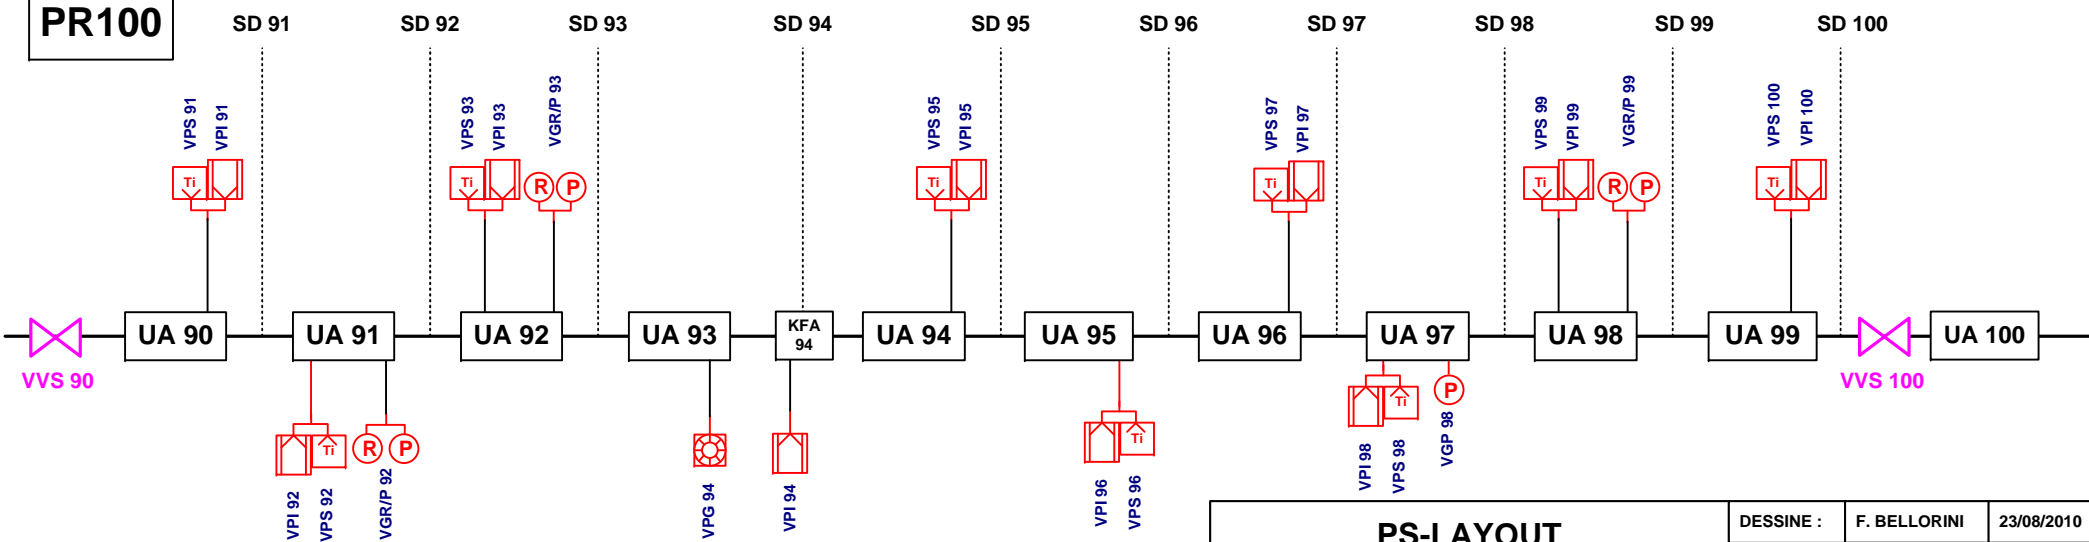 PR100
SD 91
SD 92
SD 93
SD 94
SD 95
SD 96
SD 97
SD 98
SD 99
SD 100
VPS 91
VPI 91
VPS 93
VPI 93
VGR/P 93
VPS 95
VPI 95
VPS 97
VPI 97
VPS 99
VPI 99
VGR/P 99
VPS 100
VPI 100
Ti
Ti
R
P
Ti
Ti
Ti
R
P
Ti
UA 90
UA 91
UA 92
UA 93
KFA
94
UA 94
UA 95
UA 96
UA 97
UA 98
UA 99
UA 100
VVS 90
VVS 100
Ti
R
P
Ti
Ti
P
VPI 92
VPS 92
VGR/P 92
VPG 94
VPI 94
VPI 96
VPS 96
VPI 98
VPS 98
VGP 98
PS-LAYOUT
DESSINE :
F. BELLORINI
23/08/2010